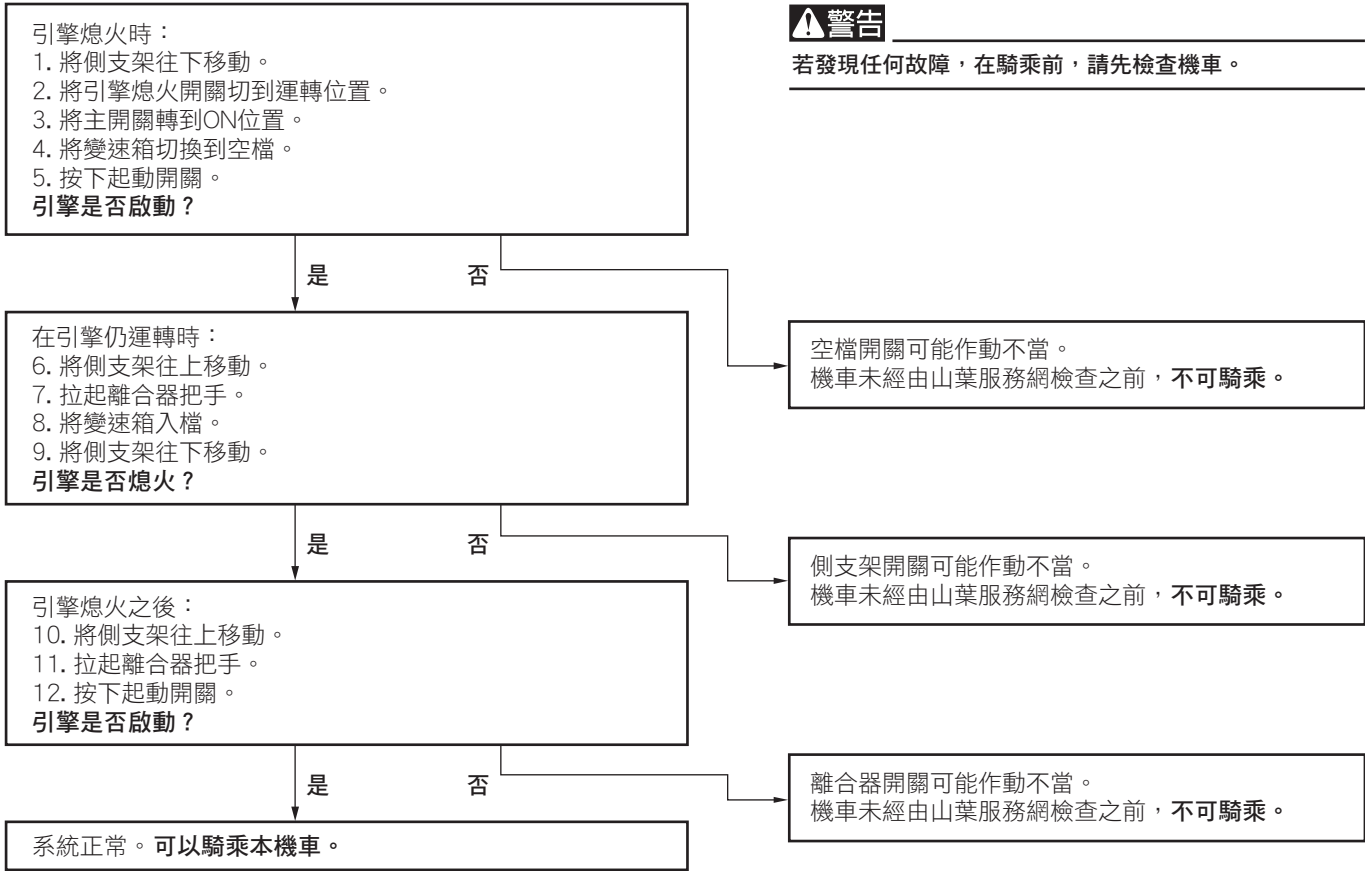 引擎熄火時：
1. 將側支架往下移動。
2. 將引擎熄火開關切到運轉位置。
3. 將主開關轉到ON位置。
4. 將變速箱切換到空檔。
5. 按下起動開關。
引擎是否啟動？
警告
若發現任何故障，在騎乘前，請先檢查機車。
是
否
在引擎仍運轉時：
6. 將側支架往上移動。
7. 拉起離合器把手。
8. 將變速箱入檔。
9. 將側支架往下移動。
引擎是否熄火？
空檔開關可能作動不當。
機車未經由山葉服務網檢查之前，不可騎乘。
是
否
引擎熄火之後：
10. 將側支架往上移動。
11. 拉起離合器把手。
12. 按下起動開關。
引擎是否啟動？
側支架開關可能作動不當。
機車未經由山葉服務網檢查之前，不可騎乘。
是
否
系統正常。可以騎乘本機車。
離合器開關可能作動不當。
機車未經由山葉服務網檢查之前，不可騎乘。